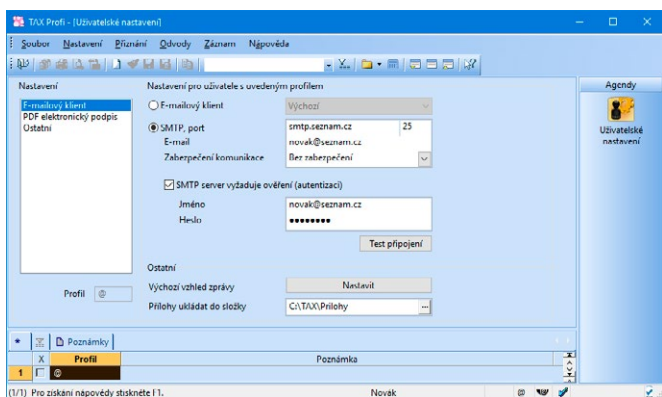 TAX Profi - [Uživatelské nastavení]
Soubor Nastavení Přiznání Odvody Záznam Nápověda
Nastavení
E-mailový klient
PDF elektronický podpis
Ostatní
Profil @
Nastavení pro uživatele s uvedeným profilem
E-mailový klient Výchozí
SMTP, port smtp.seznam.cz 25
E-mail novak@seznam.cz
Zabezpečení komunikace Bez zabezpečení
SMTP server vyžaduje ověření (autentizaci)
Jméno novak@seznam.cz
Heslo ●●●●●●●●
Test připojení
Ostatní
Výchozí vzhled zprávy Nastavit
Přílohy ukládat do složky C:\TAX\Prilohy ...
Agendy
Uživatelské
nastavení
* Poznámky
X Profil Poznámka
1 @
(1/1) Pro získání nápovědy stiskněte F1. Novák @